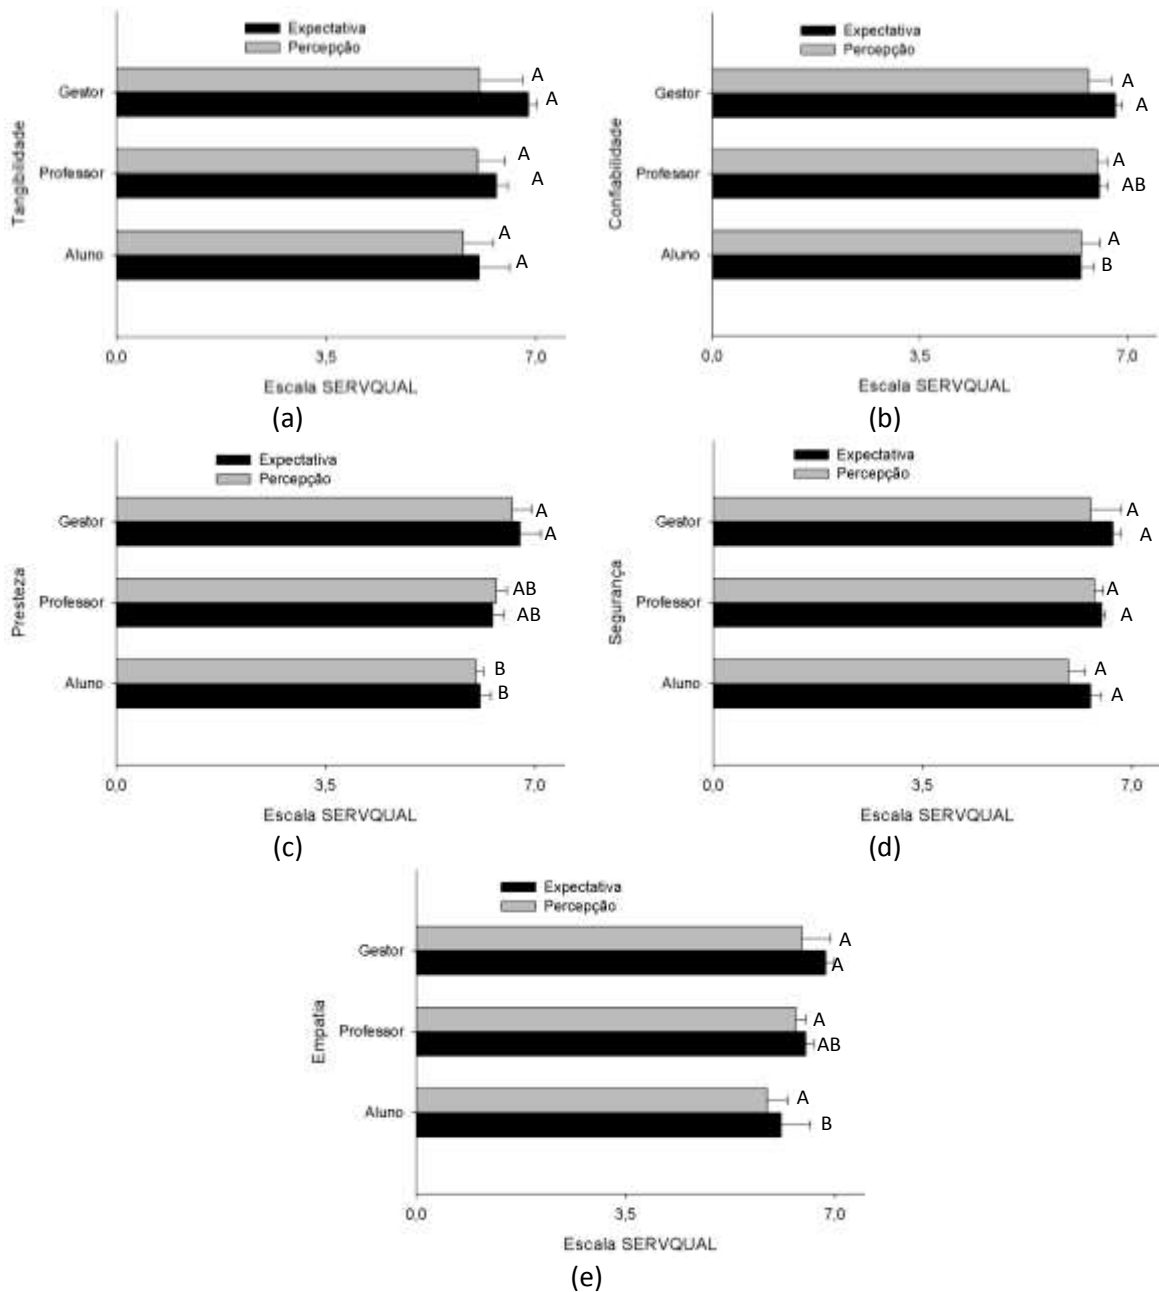 Expectativa
Percepção
A
Gestor
A
A
Professor
A
A
Aluno
A
Tangibilidade
0,0 3,5 7,0
Escala SERVQUAL
(a)
Expectativa
Percepção
A
Gestor
A
A
Professor
AB
A
Aluno
B
Confiabilidade
0,0 3,5 7,0
Escala SERVQUAL
(b)
Expectativa
Percepção
A
Gestor
A
AB
Professor
AB
B
Aluno
B
Presteza
0,0 3,5 7,0
Escala SERVQUAL
(c)
Expectativa
Percepção
A
Gestor
A
A
Professor
A
A
Aluno
A
Segurança
0,0 3,5 7,0
Escala SERVQUAL
(d)
Expectativa
Percepção
A
Gestor
A
A
Professor
AB
A
Aluno
B
Empatia
0,0 3,5 7,0
Escala SERVQUAL
(e)